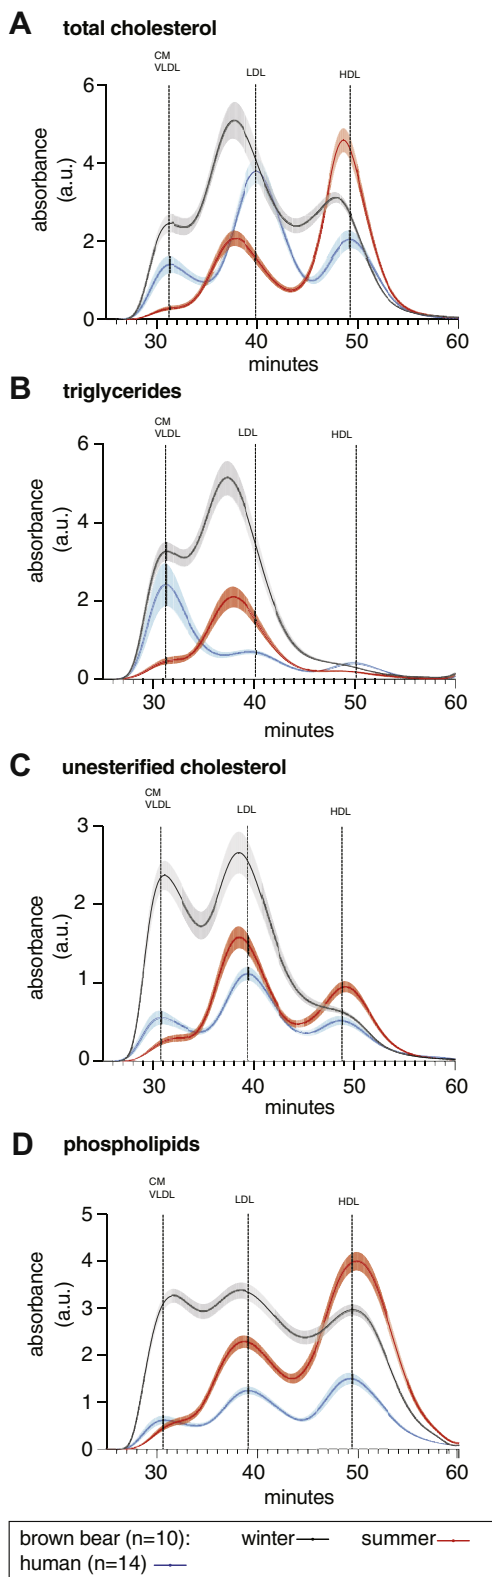 A total cholesterol
CM
VLDL
LDL
HDL
absorbance
(a.u.)
6
4
2
0
30 40 50 60
minutes
B triglycerides
CM
VLDL
LDL
HDL
absorbance
(a.u.)
6
4
2
0
30 40 50 60
minutes
C unesterified cholesterol
CM
VLDL
LDL
HDL
absorbance
(a.u.)
3
2
1
0
30 40 50 60
minutes
D phospholipids
CM
VLDL
LDL
HDL
absorbance
(a.u.)
5
4
3
2
1
0
30 40 50 60
minutes
brown bear (n=10): winter summer
human (n=14)